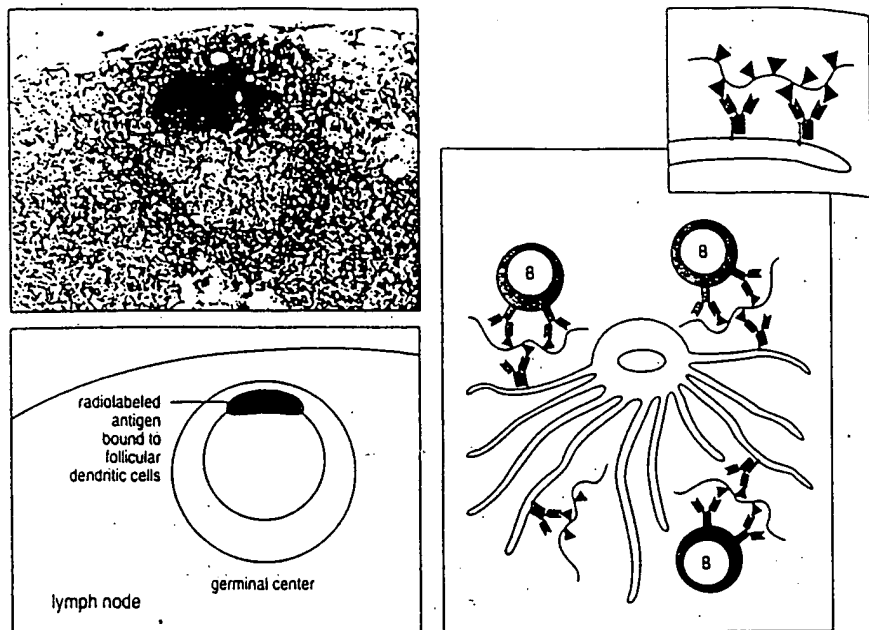 B
B
radiolabeled
antigen
bound to
follicular
dendritic cells
germinal center
lymph node
B